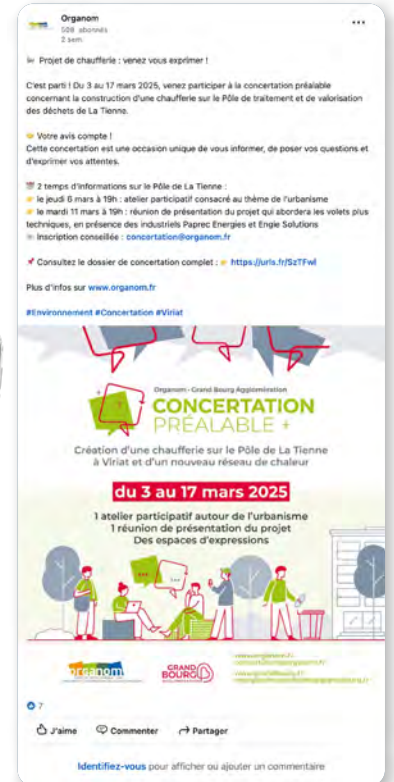 Organom
508 abonnés
2 sem.
Projet de chaufferie : venez vous exprimer !
C'est parti ! Du 3 au 17 mars 2025, venez participer à la concertation préalable
concernant la construction d'une chaufferie sur le Pôle de traitement et de valorisation
des déchets de La Tienne.
Votre avis compte !
Cette concertation est une occasion unique de vous informer, de poser vos questions et
d'exprimer vos attentes.
2 temps d'informations sur le Pôle de La Tienne :
le jeudi 6 mars à 19h : atelier participatif consacré au thème de l'urbanisme
le mardi 11 mars à 19h : réunion de présentation du projet qui abordera les volets plus
techniques, en présence des industriels Paprec Energies et Engie Solutions
Inscription conseillée : concertation@organom.fr
Consultez le dossier de concertation complet : https://urls.fr/SzTFwl
Plus d'infos sur www.organom.fr
#Environnement #Concertation #Viriat
Organom - Grand Bourg Agglomération
CONCERTATION
PRÉALABLE +
Création d'une chaufferie sur le Pôle de La Tienne
à Viriat et d'un nouveau réseau de chaleur
du 3 au 17 mars 2025
1 atelier participatif autour de l'urbanisme
1 réunion de présentation du projet
Des espaces d'expressions
organom
GRAND
BOURG
7
J'aime Commenter Partager
Identifiez-vous pour afficher ou ajouter un commentaire